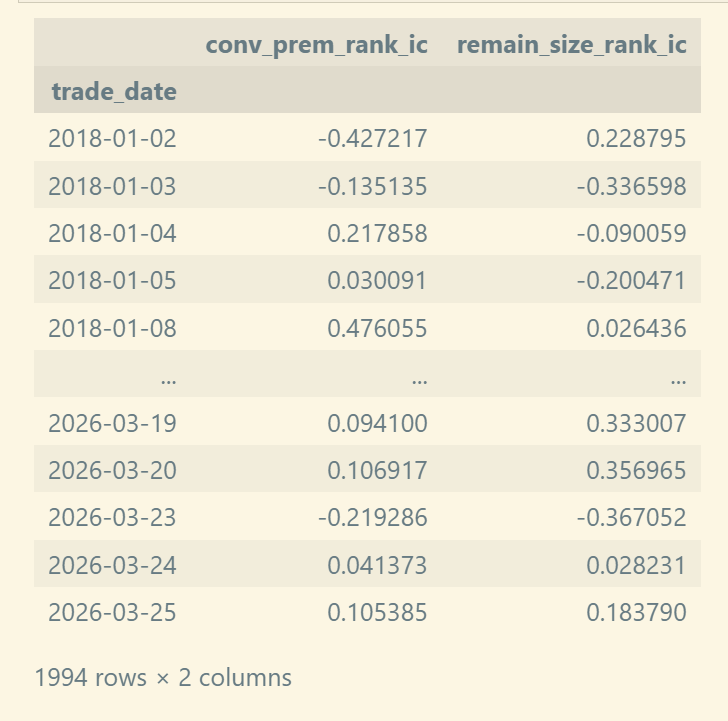 conv_prem_rank_ic remain_size_rank_ic
trade_date
2018-01-02 -0.427217 0.228795
2018-01-03 -0.135135 -0.336598
2018-01-04 0.217858 -0.090059
2018-01-05 0.030091 -0.200471
2018-01-08 0.476055 0.026436
... ... ...
2026-03-19 0.094100 0.333007
2026-03-20 0.106917 0.356965
2026-03-23 -0.219286 -0.367052
2026-03-24 0.041373 0.028231
2026-03-25 0.105385 0.183790
1994 rows × 2 columns